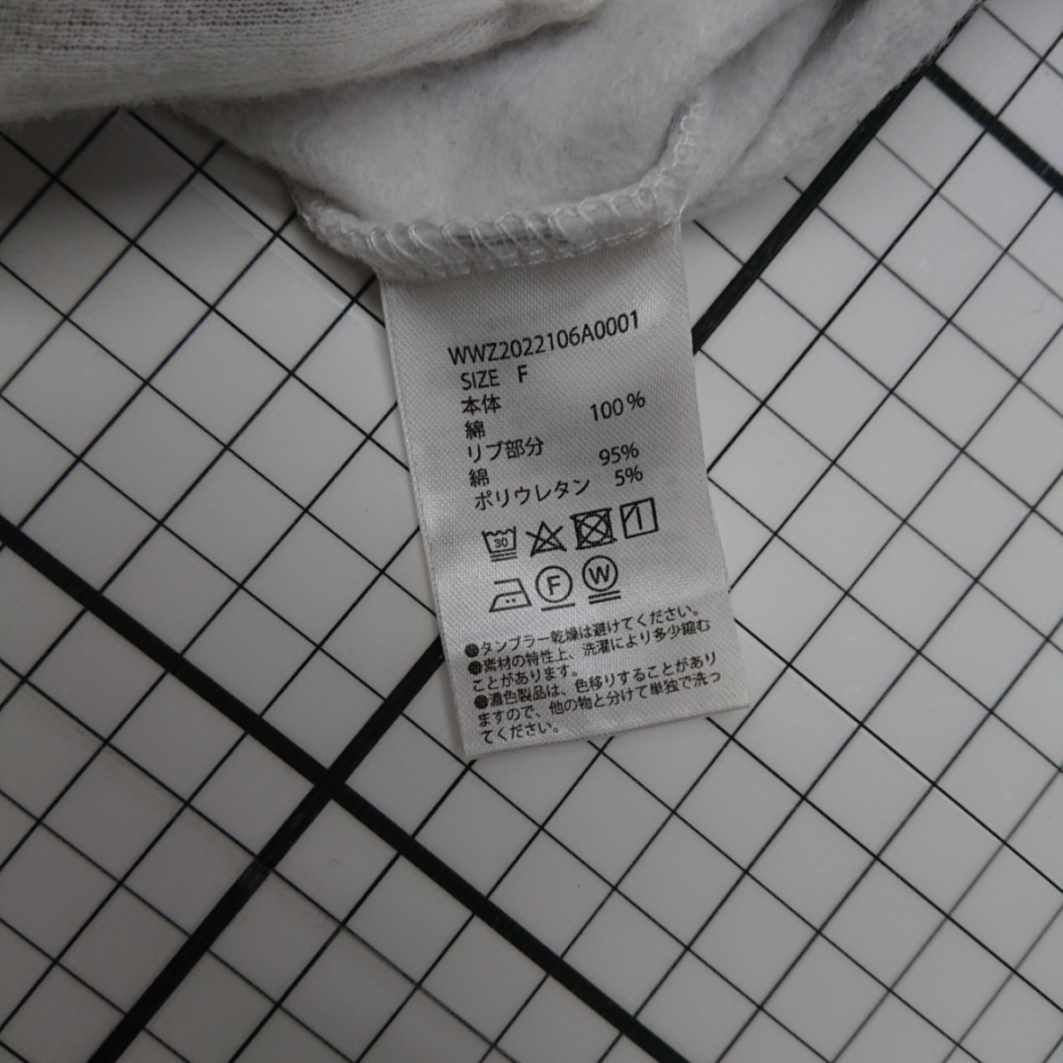 WWZ2022106A0001
SIZE F
本体
綿 100%
リブ部分
綿 95%
ポリウレタン 5%
30
F W
●タンブラー乾燥は避けてください。
●素材の特性上、洗濯により多少縮む
ことがあります。
●濃色製品は、色移りすることがあり
ますので、他の物と分けて単独で洗っ
てください。